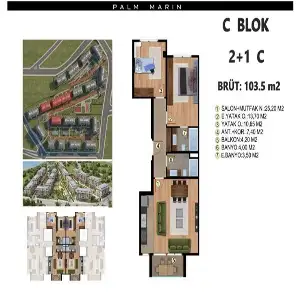 PALM MARIN
C BLOK
2+1 C
BRÜT: 103.5 m2
1 SALON+MUTFAK N :25,20 M2
2 E.YATAK O :10,70 M2
3 YATAK O. :10,65 M2
4 ANT.+KOR. 7,40 M2
5 BALKON:4,20 M2
6 BANYO:4,00 M2
7 E.BANYO:3,50 M2